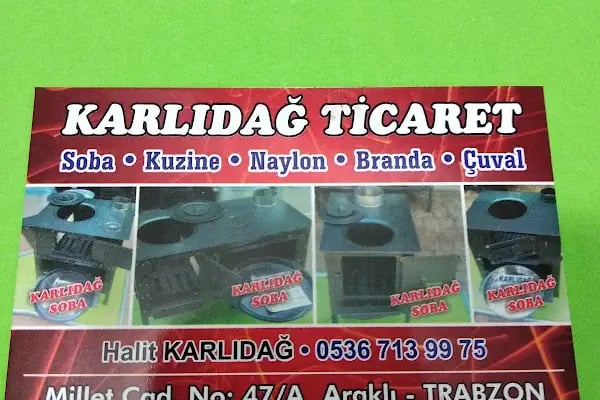 KARLIDAĞ TİCARET
Soba • Kuzine • Naylon • Branda • Çuval
KARLIDAĞ
SOBA
KARLIDAĞ
SOBA
KARLIDAĞ
SOBA
KARLIDAĞ
SOBA
Halit KARLIDAĞ • 0536 713 99 75
Millet Cad. No: 47/A Araklı - TRABZON